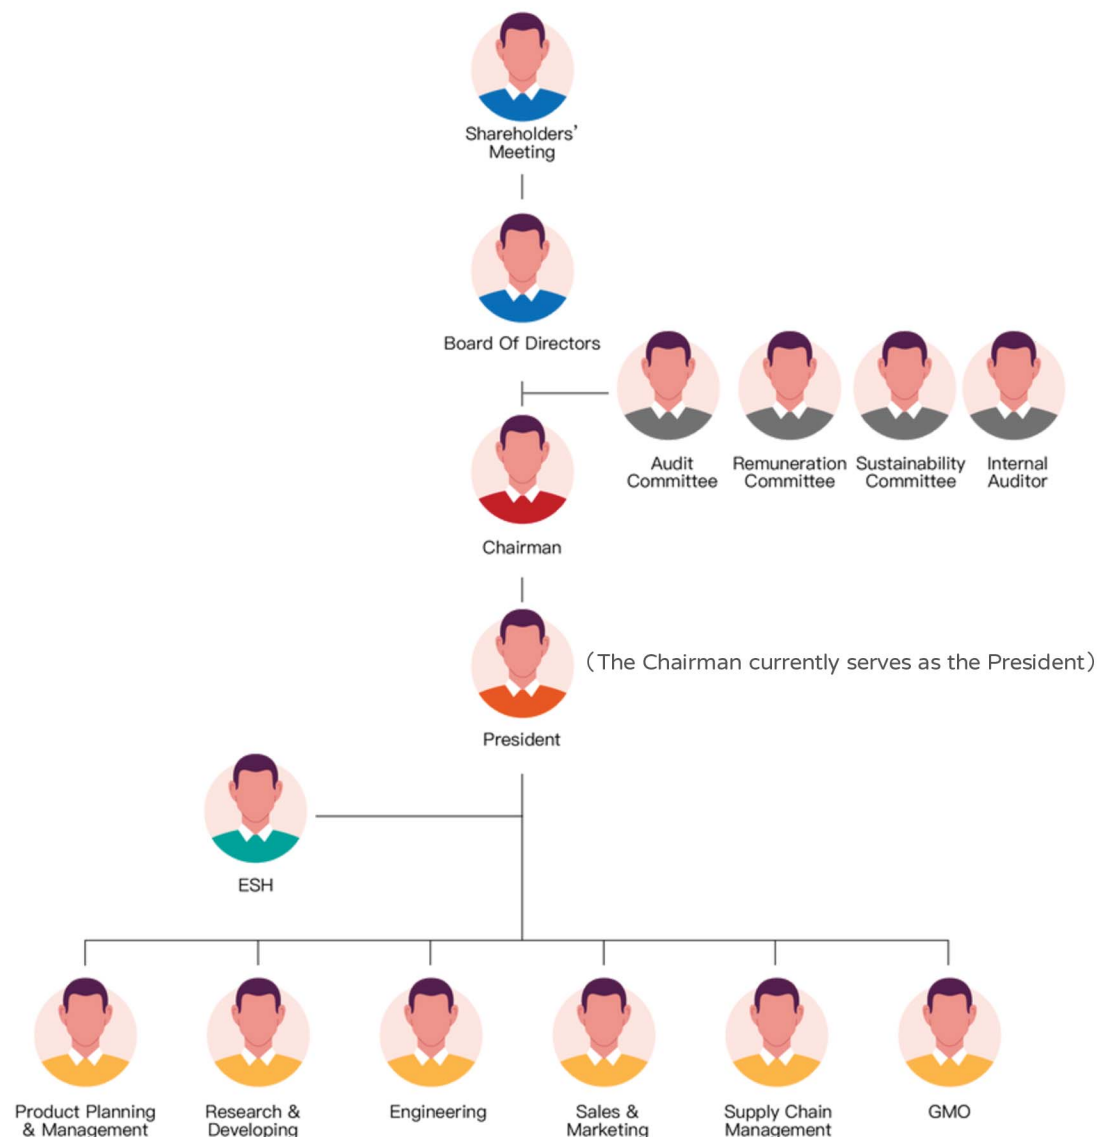 Shareholders’
Meeting
Board Of Directors
Audit
Committee
Remuneration
Committee
Sustainability
Committee
Internal
Auditor
Chairman
（The Chairman currently serves as the President）
President
ESH
Product Planning
& Management
Research &
Developing
Engineering
Sales &
Marketing
Supply Chain
Management
GMO